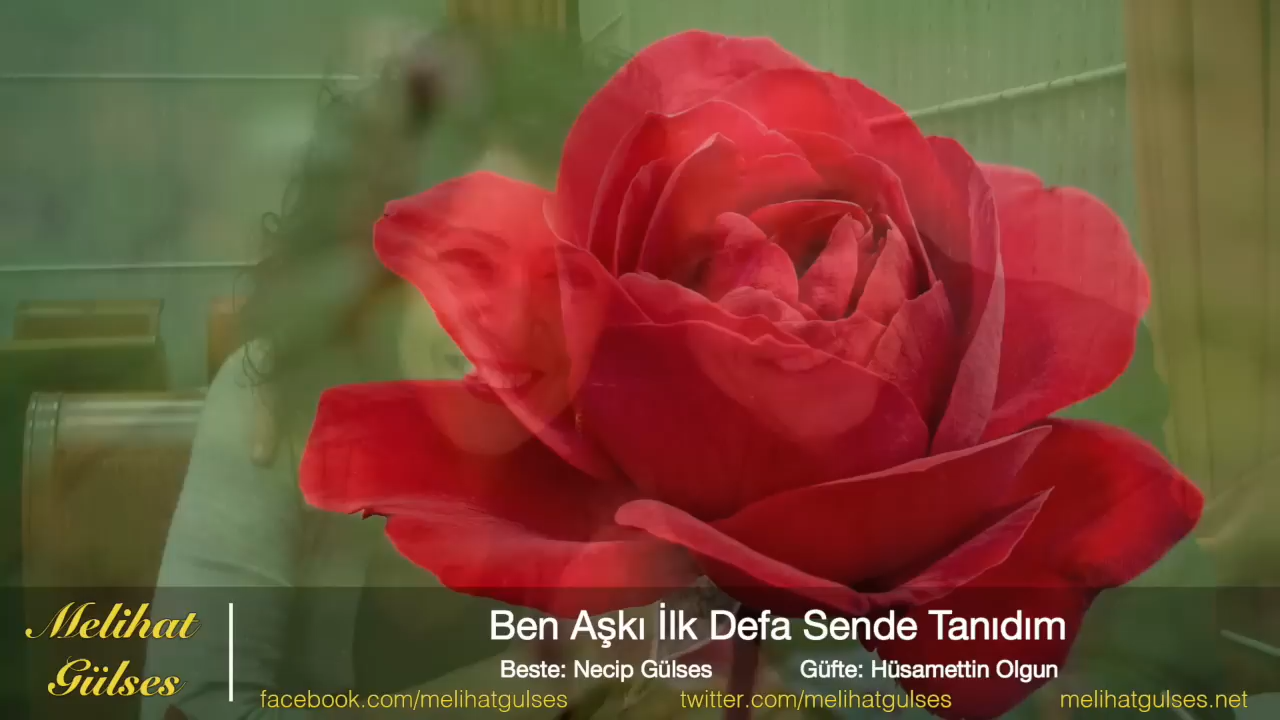 Melihat
Gülses
Ben Aşkı İlk Defa Sende Tanıdım
Beste: Necip Gülses Güfte: Hüsamettin Olgun
facebook.com/melihatgulses twitter.com/melihatgulses melihatgulses.net